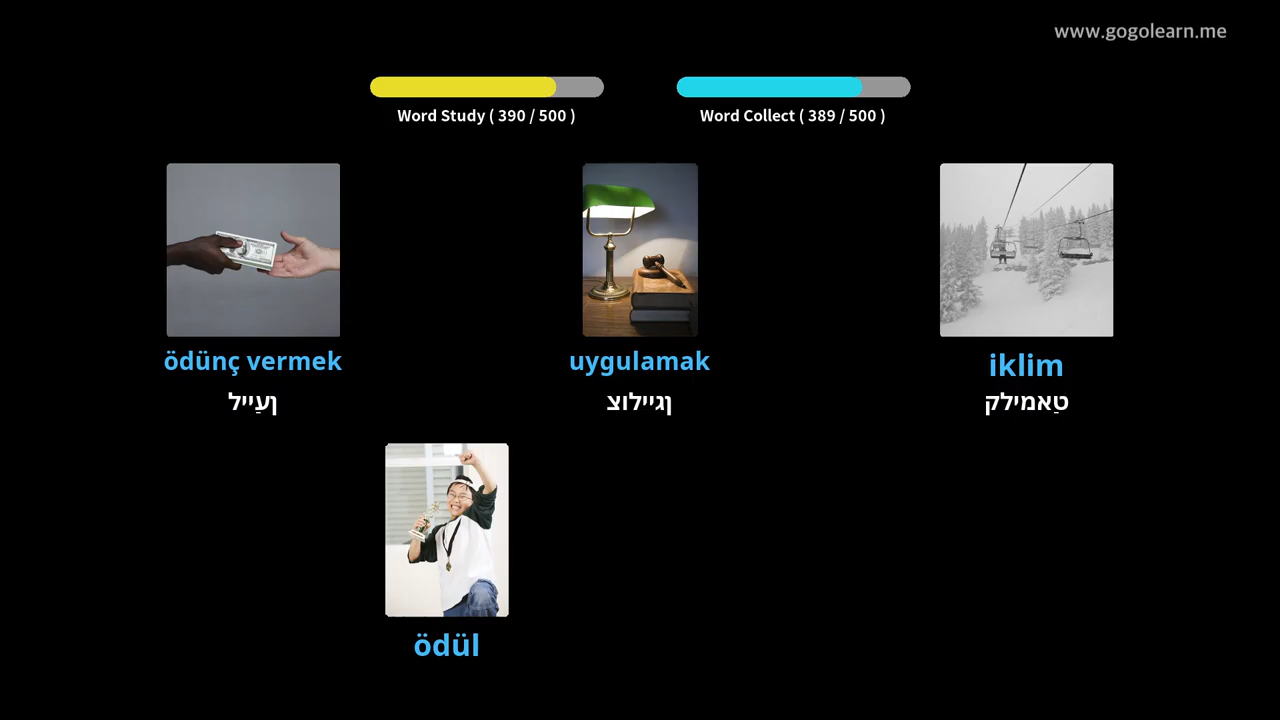 www.gogolearn.me
Word Study ( 390 / 500 )
Word Collect ( 389 / 500 )
ödünç vermek
לייַען
uygulamak
צולייגן
iklim
קלימאַט
ödül